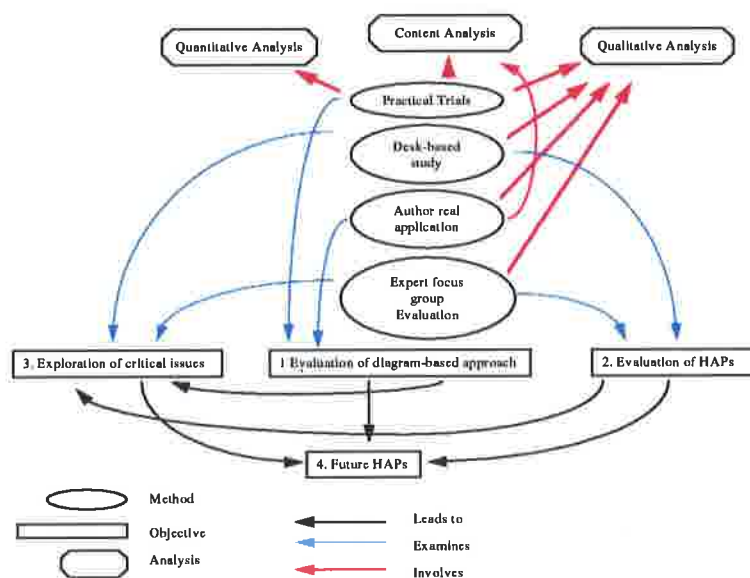 Content Analysis
Quantitative Analysis
Qualitative Analysis
Practical Trials
Desk-based
study
Author real
application
Expert focus
group
Evaluation
3. Exploration of critical issues
1 Evaluation of diagram-based approach
2. Evaluation of HAPs
4. Future HAPs
Method
Objective
Analysis
Leads to
Examines
Involves